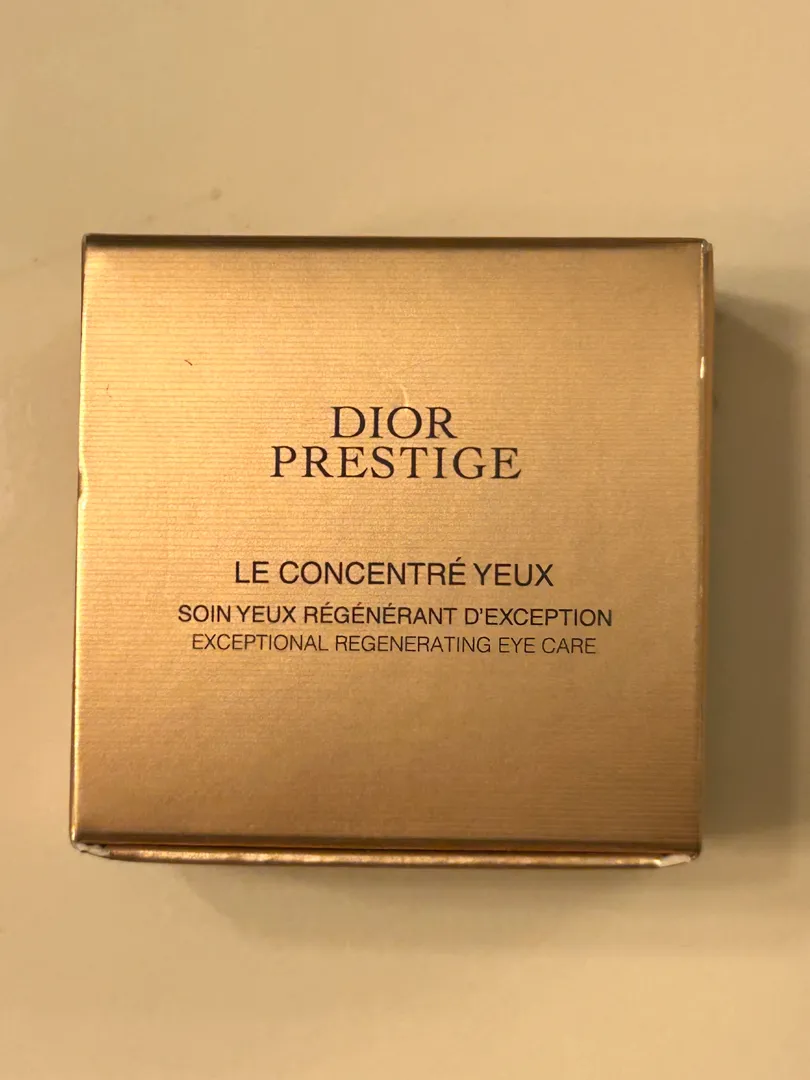 DIOR
PRESTIGE
LE CONCENTRÉ YEUX
SOIN YEUX RÉGÉNÉRANT D'EXCEPTION
EXCEPTIONAL REGENERATING EYE CARE